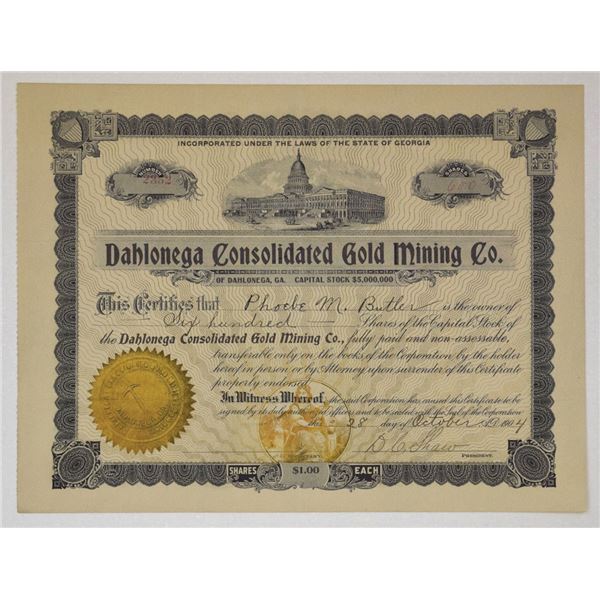 INCORPORATED UNDER THE LAWS OF THE STATE OF GEORGIA
NUMBER
2332
SHARES
600
Dahlonega Consolidated Gold Mining Co.
OF DAHLONEGA, GA. CAPITAL STOCK $5,000,000
This Certifies that Phoebe M. Butler is the owner of
Six hundred Shares of the Capital Stock of
the Dahlonega Consolidated Gold Mining Co., fully paid and non-assessable,
transferable only on the books of the Corporation by the holder
hereof in person or by Attorney upon surrender of this Certificate
properly endorsed.
In Witness Whereof, the said Corporation has caused this Certificate to be
signed by its duly authorized officers and to be sealed with the Seal of the Corporation
this 28 day of October A.D. 1904
D C Shaw
PRESIDENT.
SHARES $1.00 EACH